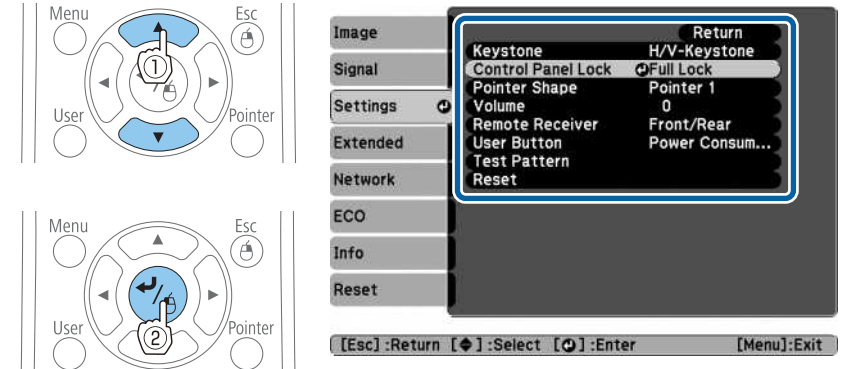 Menu
Esc
①
User
Pointer
Menu
Esc
②
User
Pointer
Image
Signal
Settings
Extended
Network
ECO
Info
Reset
Return
Keystone H/V-Keystone
Control Panel Lock Full Lock
Pointer Shape Pointer 1
Volume 0
Remote Receiver Front/Rear
User Button Power Consum...
Test Pattern
Reset
[Esc] :Return [◆] :Select [⏎] :Enter [Menu]:Exit